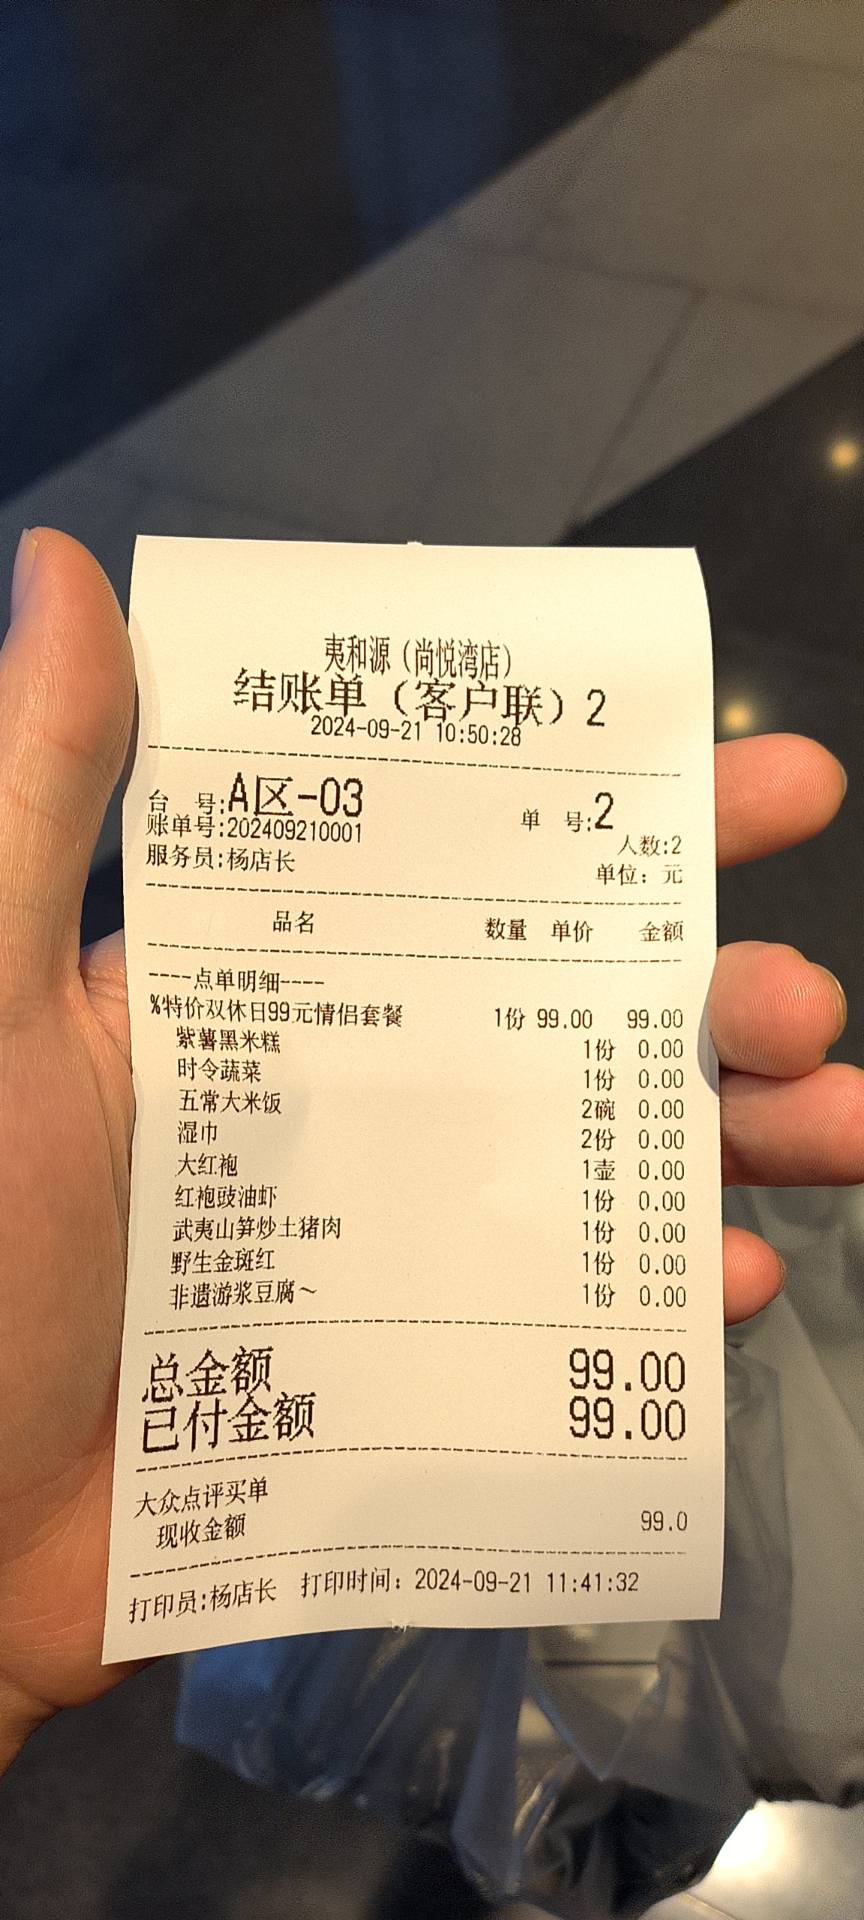 夷和源（尚悦湾店）
结账单（客户联）2
2024-09-21 10:50:28
台 号:A区-03 单 号:2
账单号:202409210001 人数:2
服务员:杨店长 单位：元
品名 数量 单价 金额
----点单明细----
%特价双休日99元情侣套餐 1份 99.00 99.00
紫薯黑米糕 1份 0.00
时令蔬菜 1份 0.00
五常大米饭 2碗 0.00
湿巾 2份 0.00
大红袍 1壶 0.00
红袍豉油虾 1份 0.00
武夷山笋炒土猪肉 1份 0.00
野生金斑红 1份 0.00
非遗游浆豆腐～ 1份 0.00
总金额 99.00
已付金额 99.00
大众点评买单
现收金额 99.0
打印员:杨店长 打印时间：2024-09-21 11:41:32